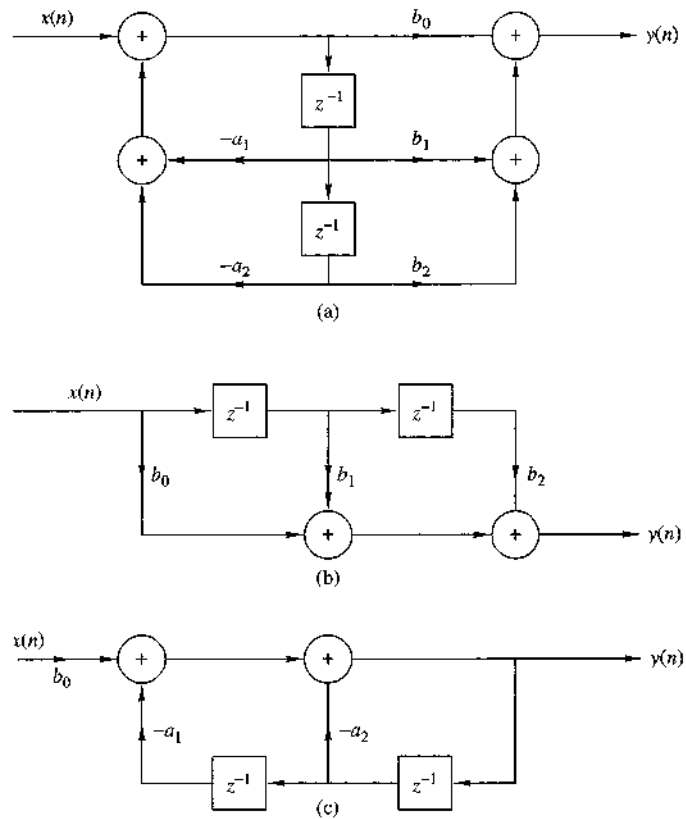 x(n) + b₀ + y(n)
z⁻¹
+ −a₁ b₁ +
z⁻¹
−a₂ b₂
(a)
x(n) z⁻¹ z⁻¹
b₀ b₁ b₂
+ + y(n)
(b)
x(n) + + y(n)
b₀
−a₁ −a₂
z⁻¹ z⁻¹
(c)